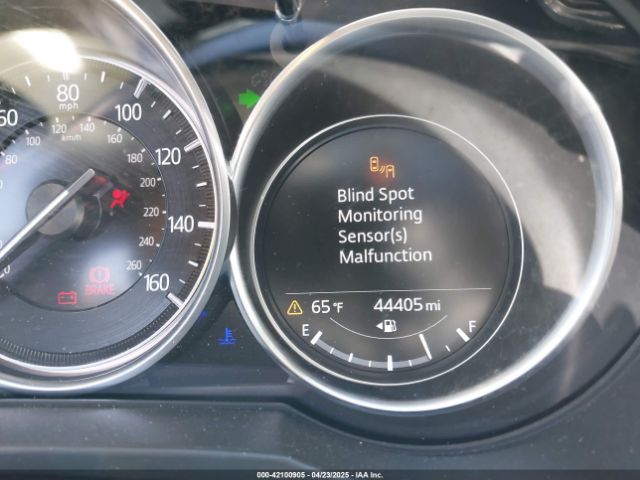 60 80 100 120 140 160
mph
80 100 120 140 160 180 200 220 240 260
km/h
BRAKE
Blind Spot
Monitoring
Sensor(s)
Malfunction
65°F 44405 mi
E F
000-42100905 - 04/23/2025 - IAA Inc.